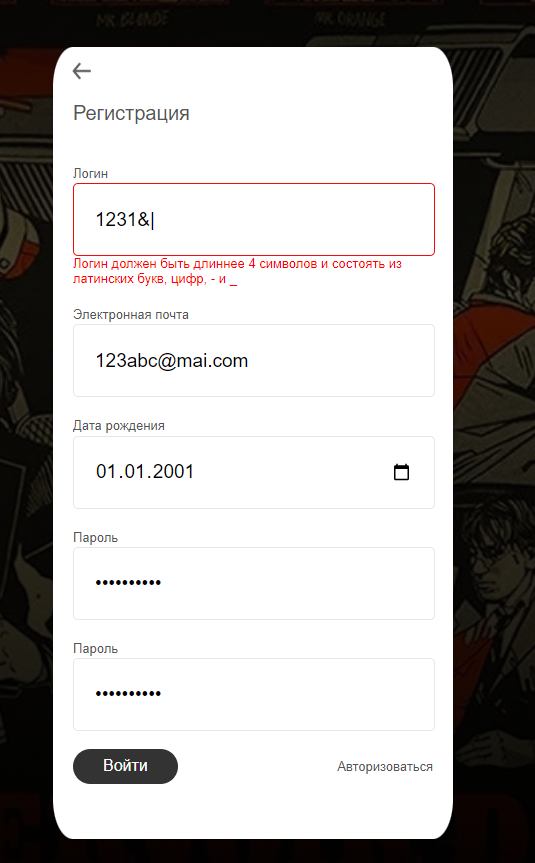 MR. BLONDE
MR. ORANGE
Регистрация
Логин
1231&
Логин должен быть длиннее 4 символов и состоять из
латинских букв, цифр, - и _
Электронная почта
123abc@mai.com
Дата рождения
01.01.2001
Пароль
••••••••••
Пароль
••••••••••
Войти
Авторизоваться